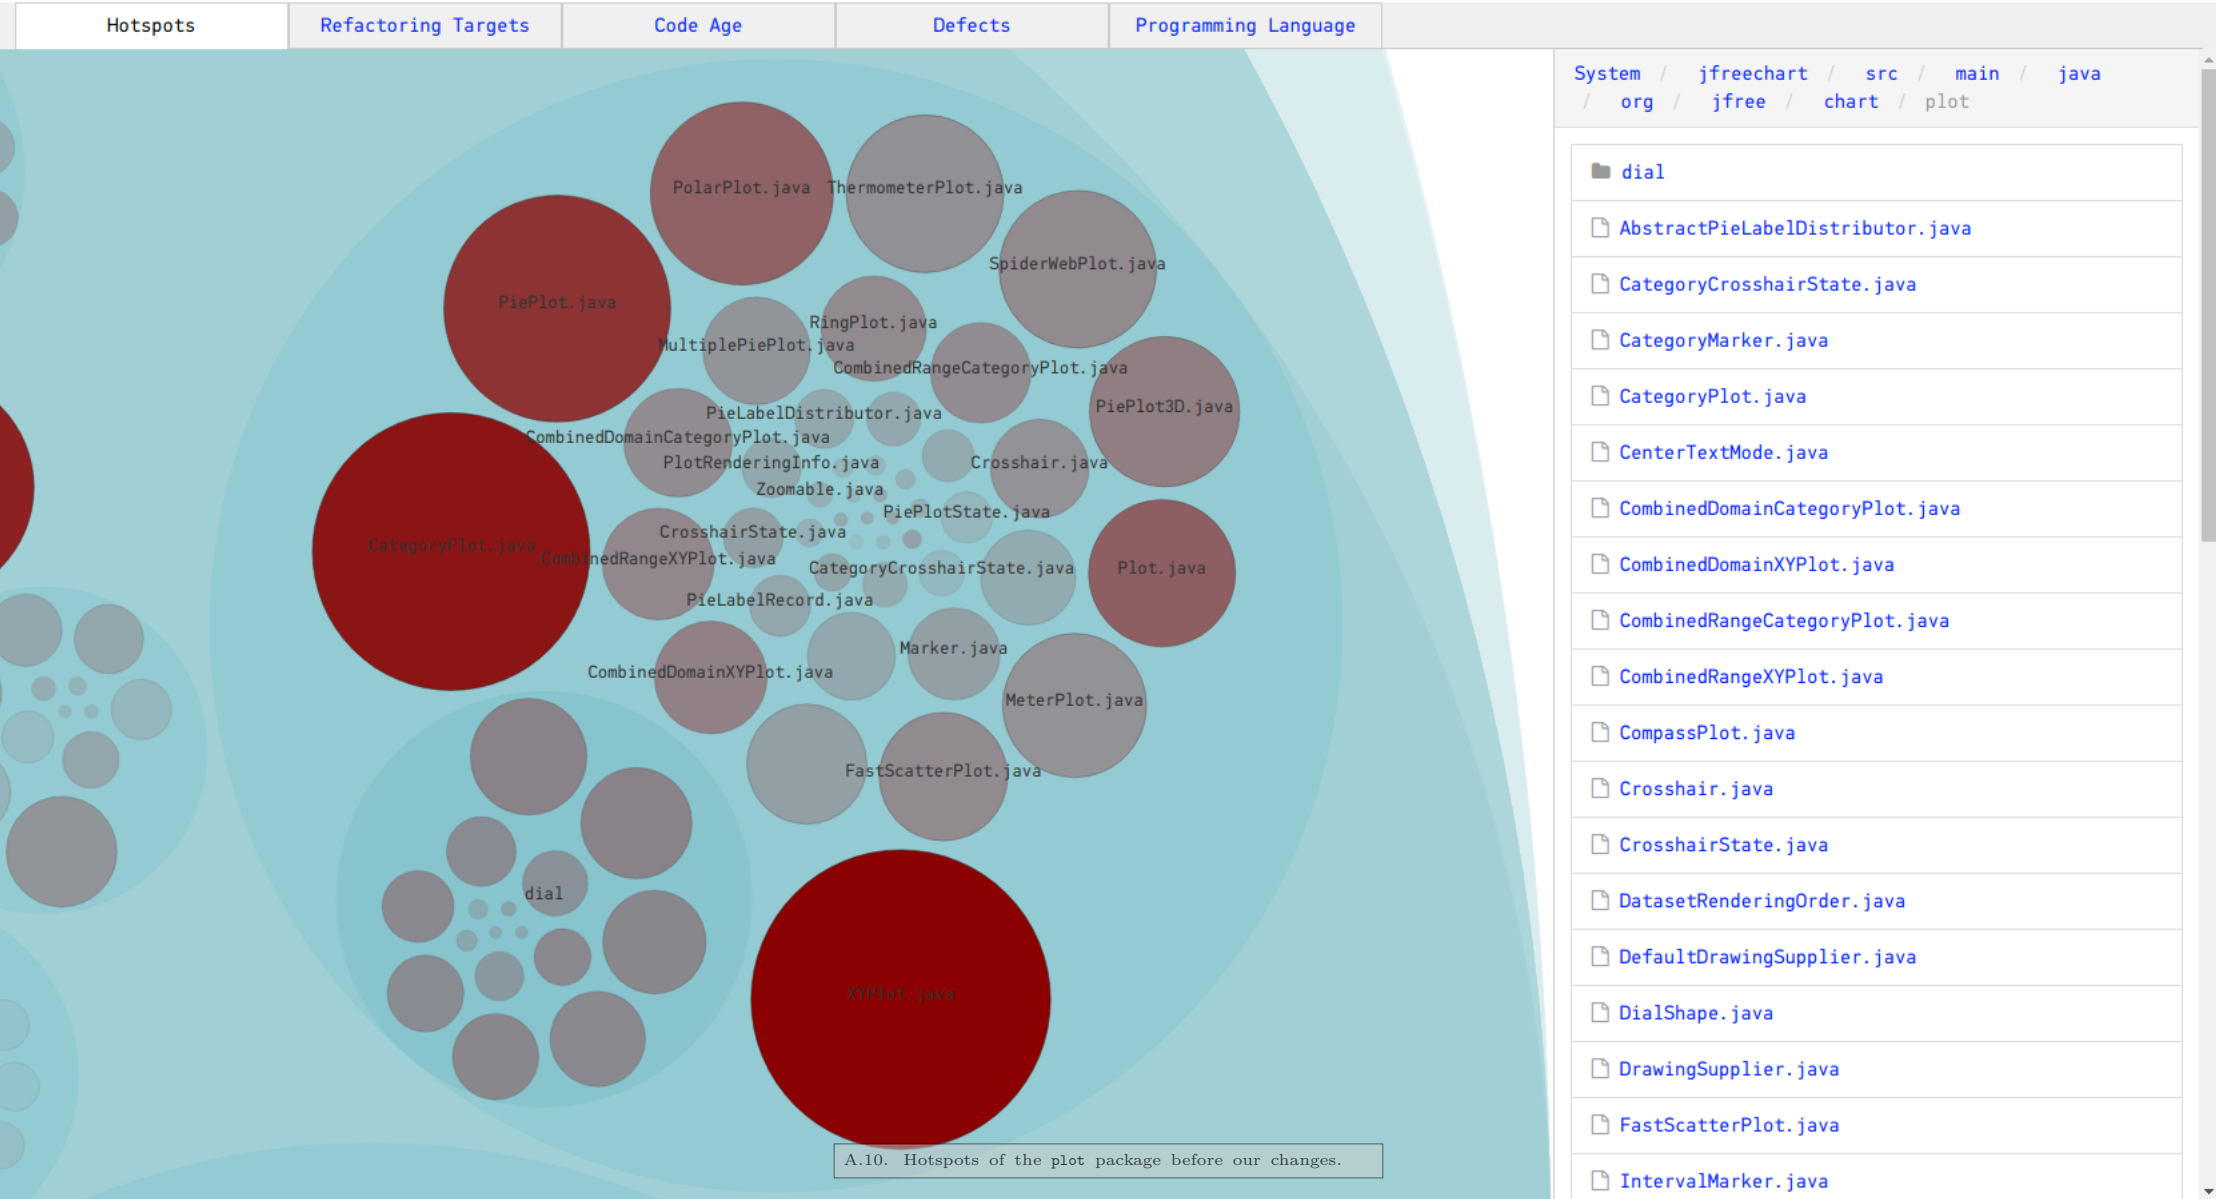 Hotspots
Refactoring Targets
Code Age
Defects
Programming Language
System / jfreechart / src / main / java
/ org / jfree / chart / plot
dial
AbstractPieLabelDistributor.java
CategoryCrosshairState.java
CategoryMarker.java
CategoryPlot.java
CenterTextMode.java
CombinedDomainCategoryPlot.java
CombinedDomainXYPlot.java
CombinedRangeCategoryPlot.java
CombinedRangeXYPlot.java
CompassPlot.java
Crosshair.java
CrosshairState.java
DatasetRenderingOrder.java
DefaultDrawingSupplier.java
DialShape.java
DrawingSupplier.java
FastScatterPlot.java
IntervalMarker.java
PolarPlot.java
ThermometerPlot.java
SpiderWebPlot.java
PiePlot.java
RingPlot.java
MultiplePiePlot.java
CombinedRangeCategoryPlot.java
PiePlot3D.java
PieLabelDistributor.java
CombinedDomainCategoryPlot.java
PlotRenderingInfo.java
Crosshair.java
Zoomable.java
PiePlotState.java
CrosshairState.java
CategoryPlot.java
CombinedRangeXYPlot.java
CategoryCrosshairState.java
Plot.java
PieLabelRecord.java
Marker.java
CombinedDomainXYPlot.java
MeterPlot.java
FastScatterPlot.java
dial
XYPlot.java
A.10. Hotspots of the plot package before our changes.